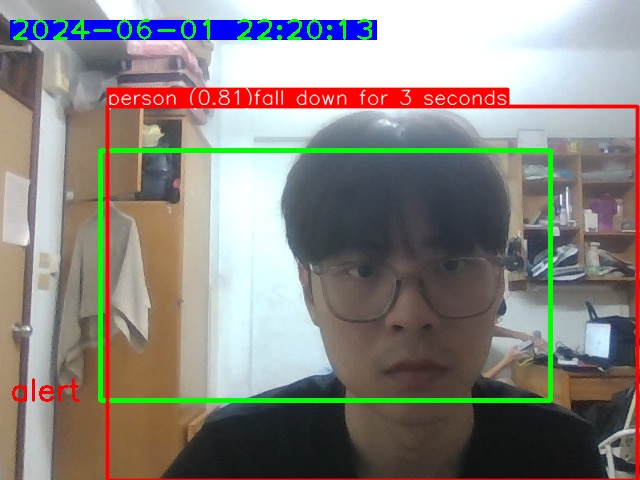 2024-06-01 22:20:13
person (0.81)fall down for 3 seconds
alert